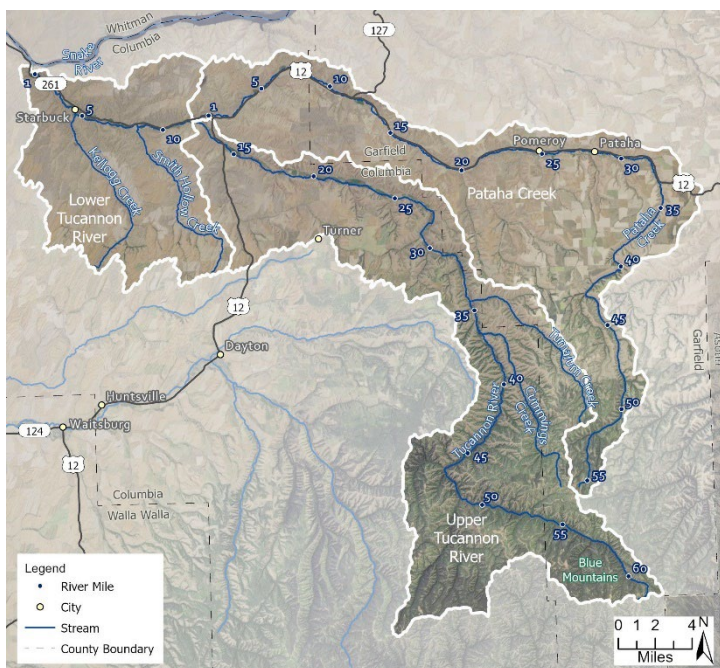 Whitman
Columbia
Snake
River
127
1
261
5
12
10
Starbuck
5
1
10
15
Garfield
Columbia
Pomeroy
Pataha
20
25
30
12
35
Kellogg Creek
Smith Hollow Creek
Lower
Tucannon
River
15
20
25
Pataha Creek
Pataha
Creek
Turner
30
40
12
35
45
Garfield
Dayton
Tumalum Creek
40
Cummings
Creek
50
Huntsville
Waitsburg
124
12
Tucannon River
45
55
Columbia
Walla Walla
50
Upper
Tucannon
River
55
Blue
Mountains
60
Legend
River Mile
City
Stream
County Boundary
0 1 2 4
Miles
N